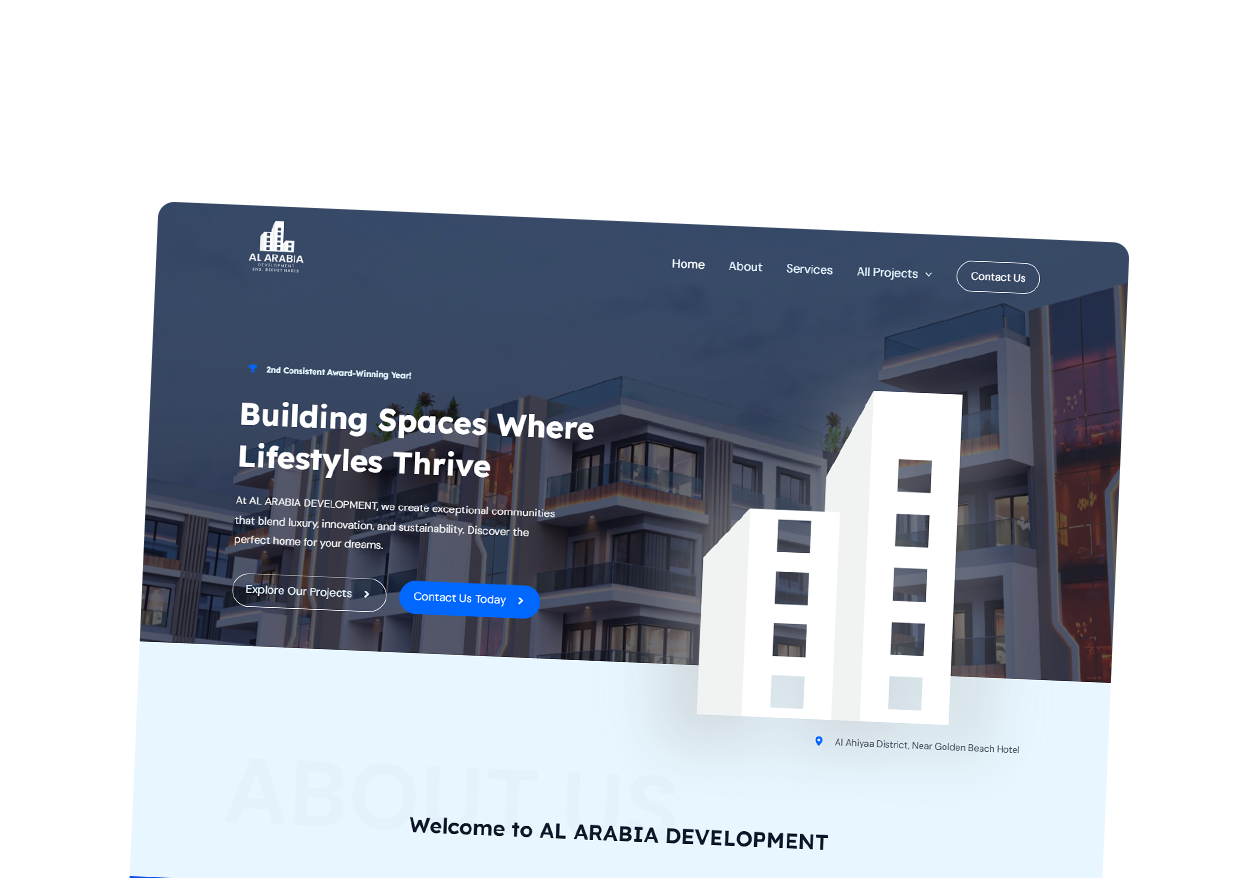 AL ARABIA
DEVELOPMENT
Home
About
Services
All Projects
Contact Us
2nd Consistent Award-Winning Year!
Building Spaces Where
Lifestyles Thrive
At AL ARABIA DEVELOPMENT, we create exceptional communities
that blend luxury, innovation, and sustainability. Discover the
perfect home for your dreams.
Explore Our Projects
Contact Us Today
Al Ahiyaa District, Near Golden Beach Hotel
ABOUT US
Welcome to AL ARABIA DEVELOPMENT